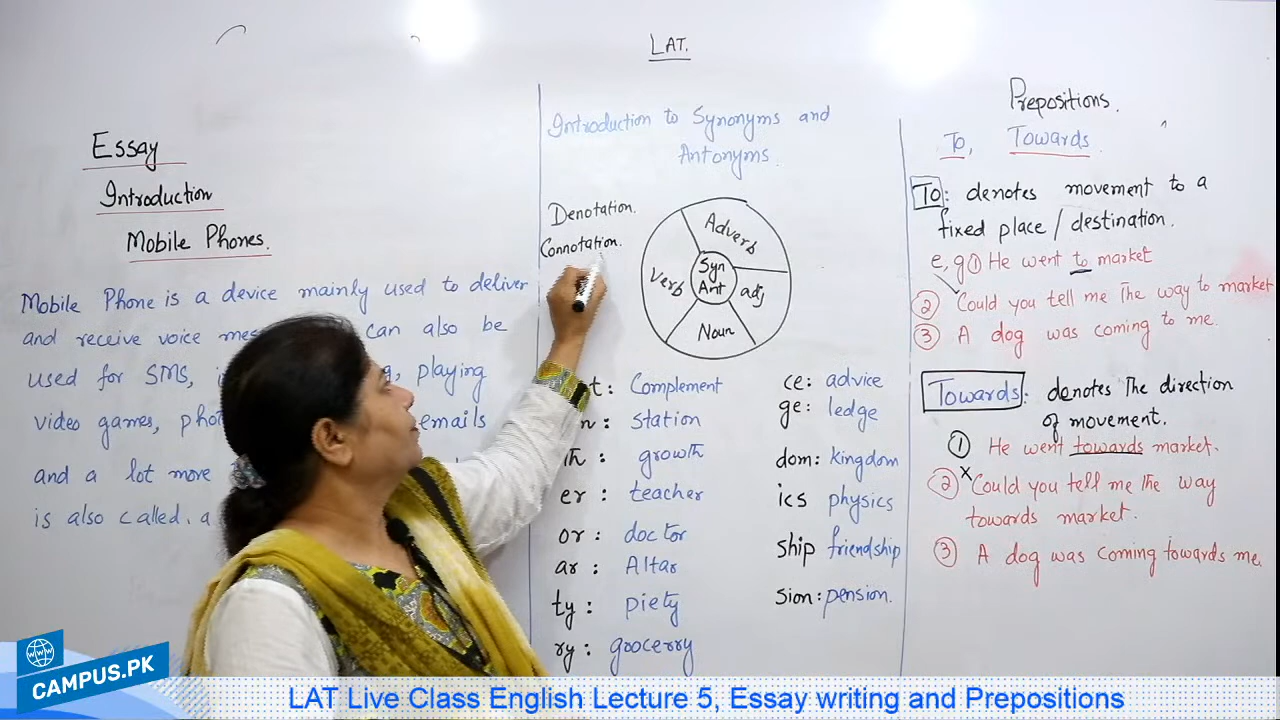 LAT.
Essay
Introduction
Mobile Phones.
Mobile Phone is a device mainly used to deliver
and receive voice can also be
used for SMS, playing
video games, emails
and a lot more
is also called a
Introduction to Synonyms and
Antonyms.
Denotation.
Connotation.
Adverb
Syn
Ant
Verb
adj
Noun
Complement
station
growth
er: teacher
or: doctor
ar: Altar
ty: piety
ry: grocerry
ce: advice
ge: ledge
dom: kingdom
ics physics
ship friendship
sion: pension.
Prepositions.
To, Towards
To: denotes movement to a
fixed place / destination.
e,g ① He went to market
② Could you tell me The way to market
③ A dog was coming to me.
Towards: denotes The direction
of movement.
① He went towards market.
② x Could you tell me the way
towards market.
③ A dog was coming towards me.
WWW
CAMPUS.PK
LAT Live Class English Lecture 5, Essay writing and Prepositions